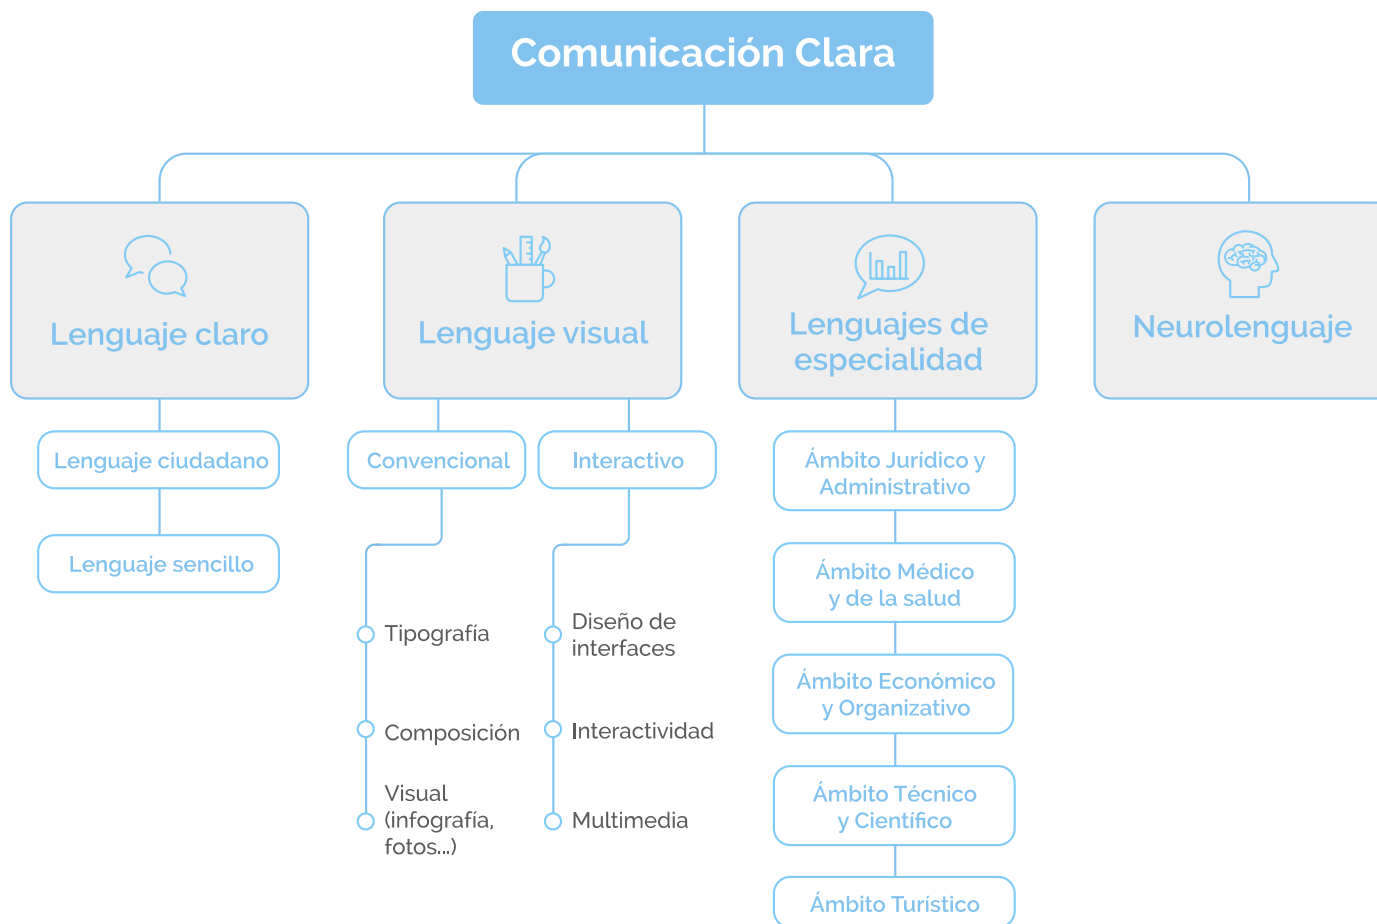 Comunicación Clara
Lenguaje claro
Lenguaje ciudadano
Lenguaje sencillo
Lenguaje visual
Convencional
Tipografía
Composición
Visual
(infografía,
fotos...)
Interactivo
Diseño de
interfaces
Interactividad
Multimedia
Lenguajes de
especialidad
Ámbito Jurídico y
Administrativo
Ámbito Médico
y de la salud
Ámbito Económico
y Organizativo
Ámbito Técnico
y Científico
Ámbito Turístico
Neurolenguaje